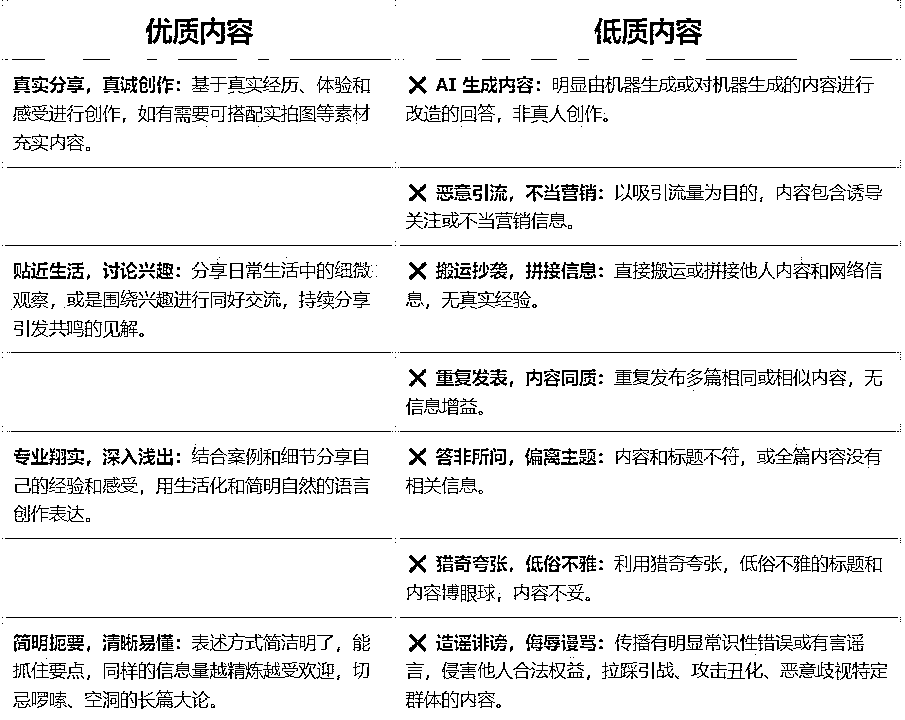 优质内容
低质内容
真实分享，真诚创作：基于真实经历、体验和
感受进行创作，如有需要可搭配实拍图等素材
充实内容。
❌ AI 生成内容：明显由机器生成或对机器生成的内容进行
改造的回答，非真人创作。
❌ 恶意引流，不当营销：以吸引流量为目的，内容包含诱导
关注或不当营销信息。
贴近生活，讨论兴趣：分享日常生活中的细微
观察，或是围绕兴趣进行同好交流，持续分享
引发共鸣的见解。
❌ 搬运抄袭，拼接信息：直接搬运或拼接他人内容和网络信
息，无真实经验。
❌ 重复发表，内容同质：重复发布多篇相同或相似内容，无
信息增益。
专业翔实，深入浅出：结合案例和细节分享自
己的经验和感受，用生活化和简明自然的语言
创作表达。
❌ 答非所问，偏离主题：内容和标题不符，或全篇内容没有
相关信息。
❌ 猎奇夸张，低俗不雅：利用猎奇夸张，低俗不雅的标题和
内容博眼球，内容不妥。
简明扼要，清晰易懂：表述方式简洁明了，能
抓住要点，同样的信息量越精炼越受欢迎，切
忌啰嗦、空洞的长篇大论。
❌ 造谣诽谤，侮辱谩骂：传播有明显常识性错误或有害谣
言，侵害他人合法权益，拉踩引战、攻击丑化、恶意歧视特定
群体的内容。